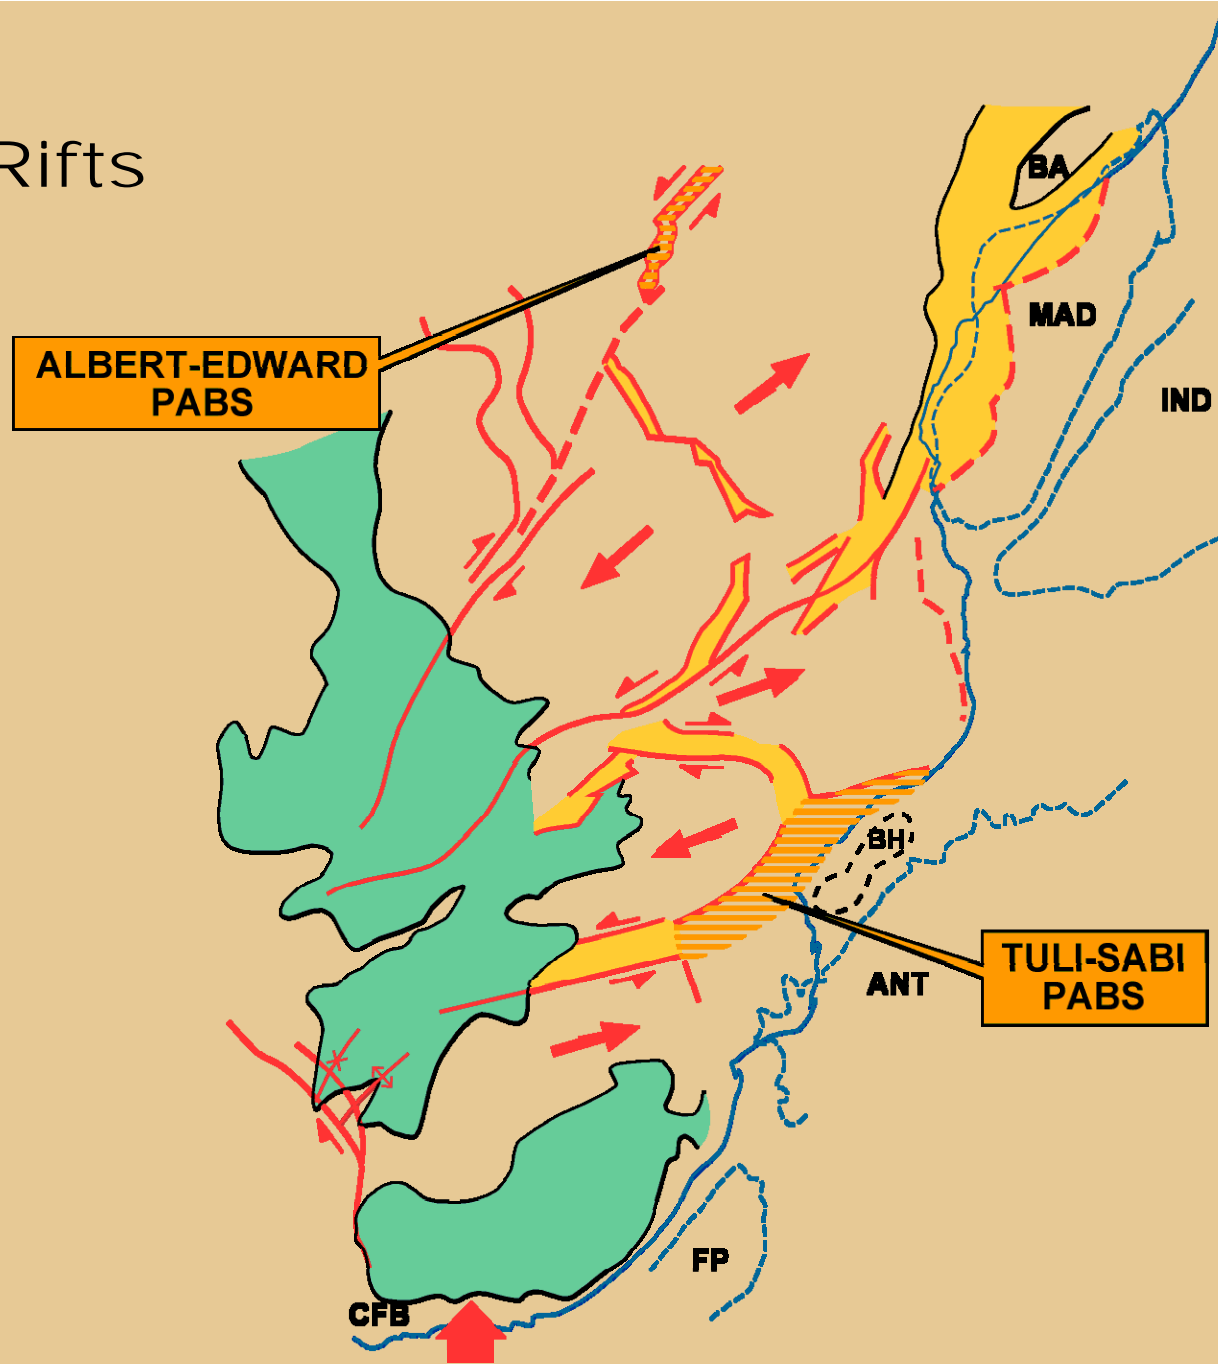 Rifts
BA
MAD
ALBERT-EDWARD
PABS
IND
BH
TULI-SABI
PABS
ANT
FP
CFB